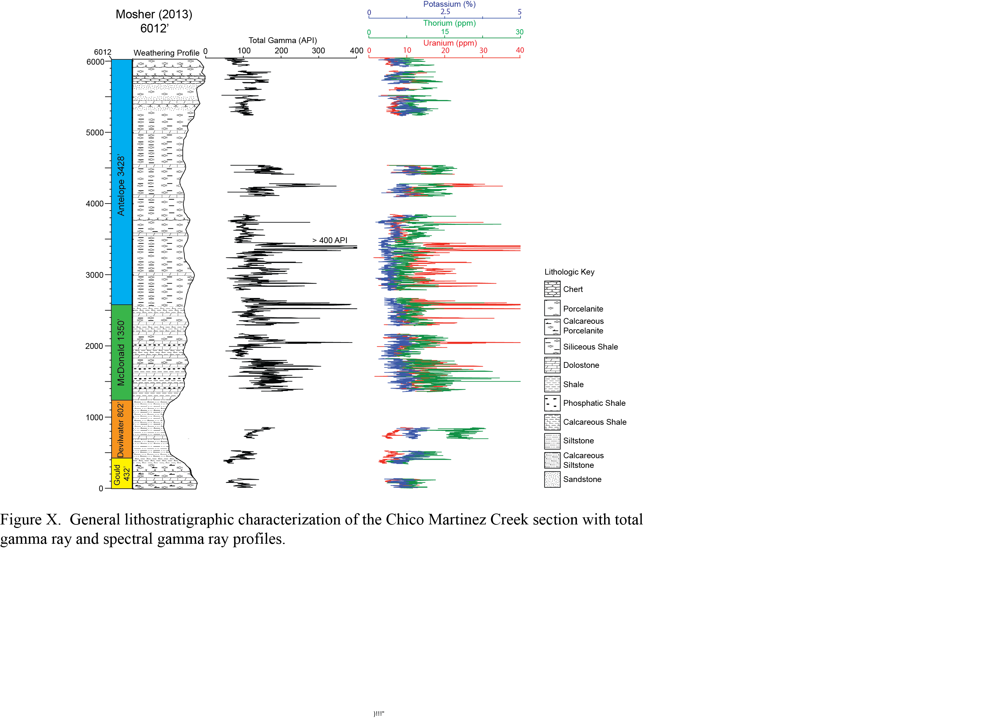 Mosher (2013)
6012’
Potassium (%)
0 2.5 5
Thorium (ppm)
0 15 30
Total Gamma (API)
Uranium (ppm)
6012
Weathering Profile
0 100 200 300 400
0 10 20 30 40
6000
5000
4000
3000
2000
1000
0
Antelope 3428’
McDonald 1350’
Devilwater 802’
Gould
432’
> 400 API
Lithologic Key
Chert
Porcelanite
Calcareous
Porcelanite
Siliceous Shale
Dolostone
Shale
Phosphatic Shale
Calcareous Shale
Siltstone
Calcareous
Siltstone
Sandstone
Figure X.  General lithostratigraphic characterization of the Chico Martinez Creek section with total
gamma ray and spectral gamma ray profiles.
)!!!"